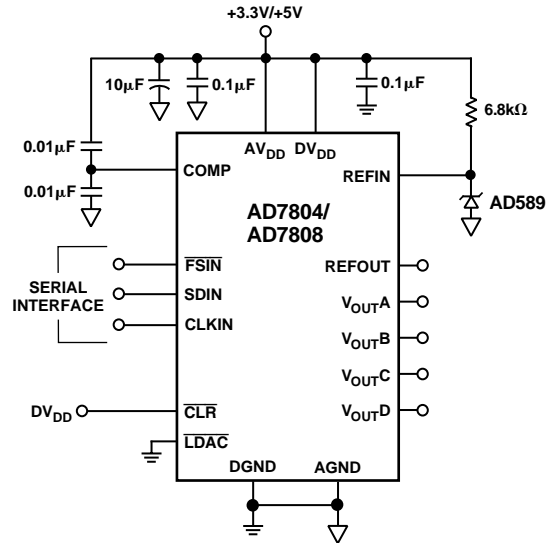 +3.3V/+5V
10μF
0.1μF
0.1μF
6.8kΩ
0.01μF
0.01μF
AVDD
DVDD
COMP
REFIN
AD589
AD7804/
AD7808
FSIN
SDIN
CLKIN
SERIAL
INTERFACE
REFOUT
VOUTA
VOUTB
VOUTC
VOUTD
DVDD
CLR
LDAC
DGND
AGND